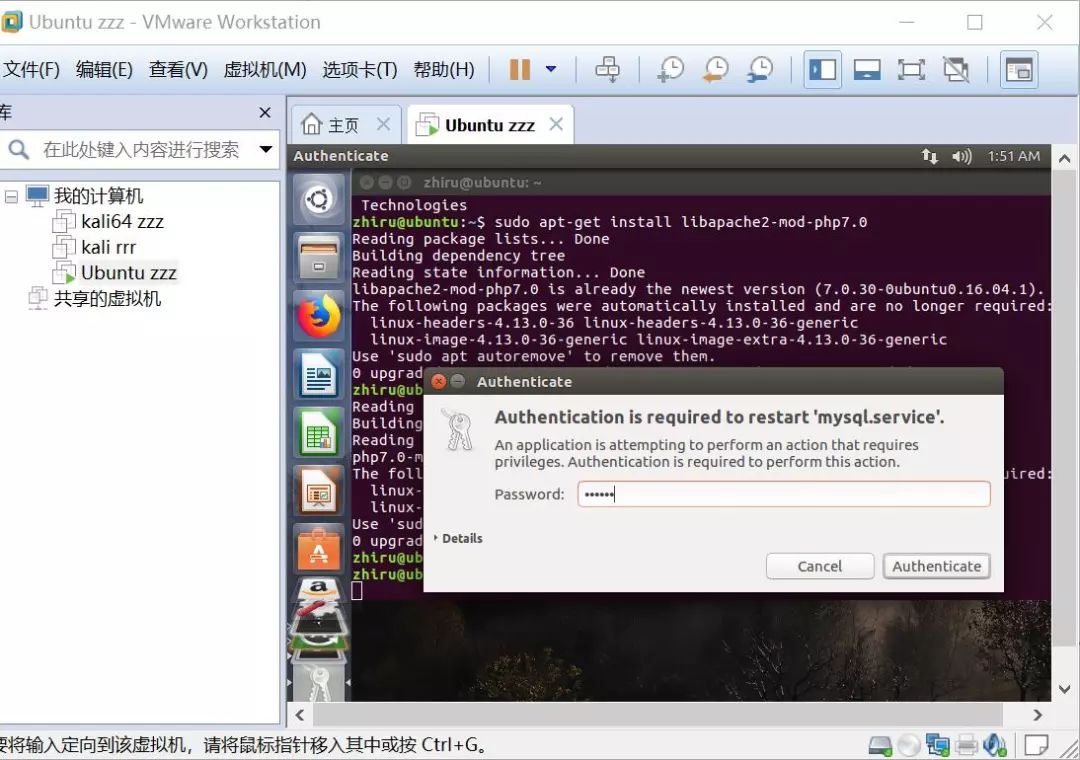 Ubuntu zzz - VMware Workstation
文件(F) 编辑(E) 查看(V) 虚拟机(M) 选项卡(T) 帮助(H)
库
在此处键入内容进行搜索
我的计算机
kali64 zzz
kali rrr
Ubuntu zzz
共享的虚拟机
主页 Ubuntu zzz
Authenticate 1:51 AM
zhiru@ubuntu: ~
Technologies
zhiru@ubuntu:~$ sudo apt-get install libapache2-mod-php7.0
Reading package lists... Done
Building dependency tree
Reading state information... Done
libapache2-mod-php7.0 is already the newest version (7.0.30-0ubuntu0.16.04.1).
The following packages were automatically installed and are no longer required:
linux-headers-4.13.0-36 linux-headers-4.13.0-36-generic
linux-image-4.13.0-36-generic linux-image-extra-4.13.0-36-generic
Use 'sudo apt autoremove' to remove them.
0 upgrad
zhiru@ub
Reading
Building
Reading
php7.0-m
The foll uired:
linux-
linux-
Use 'sud
0 upgrad
zhiru@ub
zhiru@ub
Authenticate
Authentication is required to restart 'mysql.service'.
An application is attempting to perform an action that requires
privileges. Authentication is required to perform this action.
Password: ••••••
Details
Cancel Authenticate
要将输入定向到该虚拟机，请将鼠标指针移入其中或按 Ctrl+G。